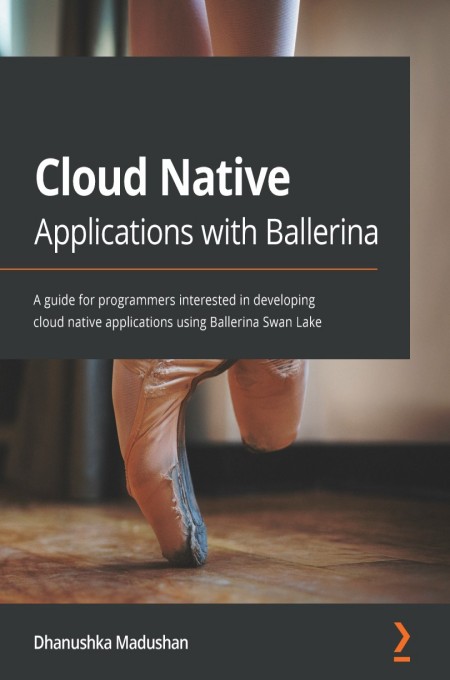 Cloud Native
Applications with Ballerina
A guide for programmers interested in developing
cloud native applications using Ballerina Swan Lake
Dhanushka Madushan